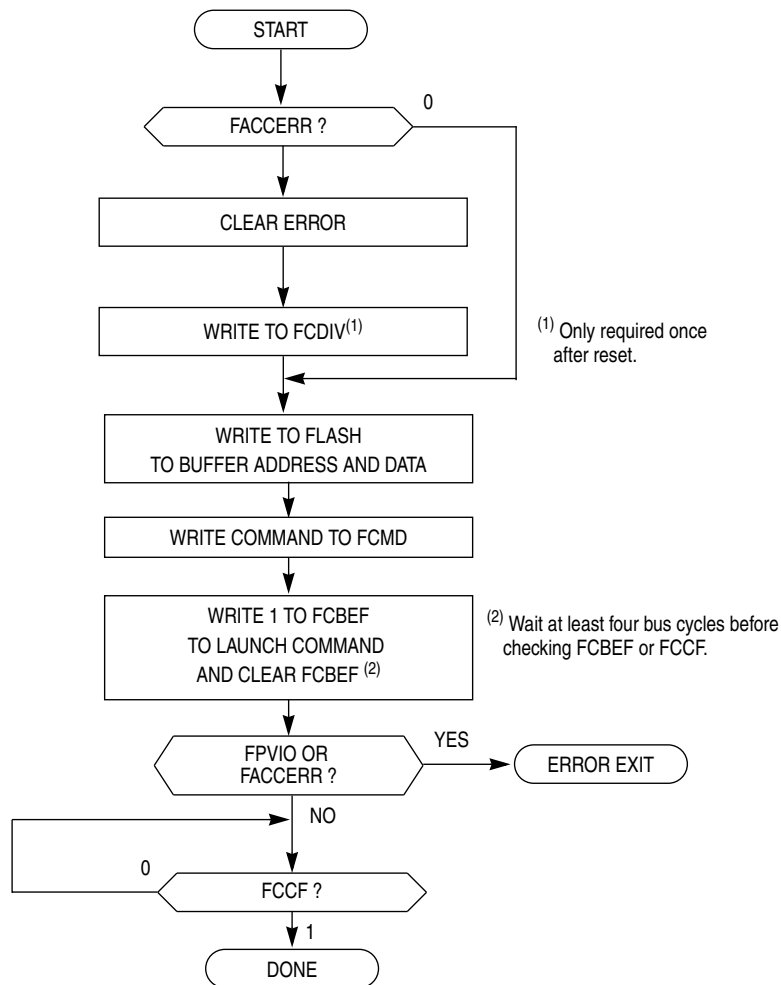 START
0
FACCERR ?
CLEAR ERROR
WRITE TO FCDIV(1)
(1) Only required once
after reset.
WRITE TO FLASH
TO BUFFER ADDRESS AND DATA
WRITE COMMAND TO FCMD
WRITE 1 TO FCBEF
TO LAUNCH COMMAND
AND CLEAR FCBEF (2)
(2) Wait at least four bus cycles before
checking FCBEF or FCCF.
FPVIO OR
FACCERR ?
YES
ERROR EXIT
NO
0
FCCF ?
1
DONE